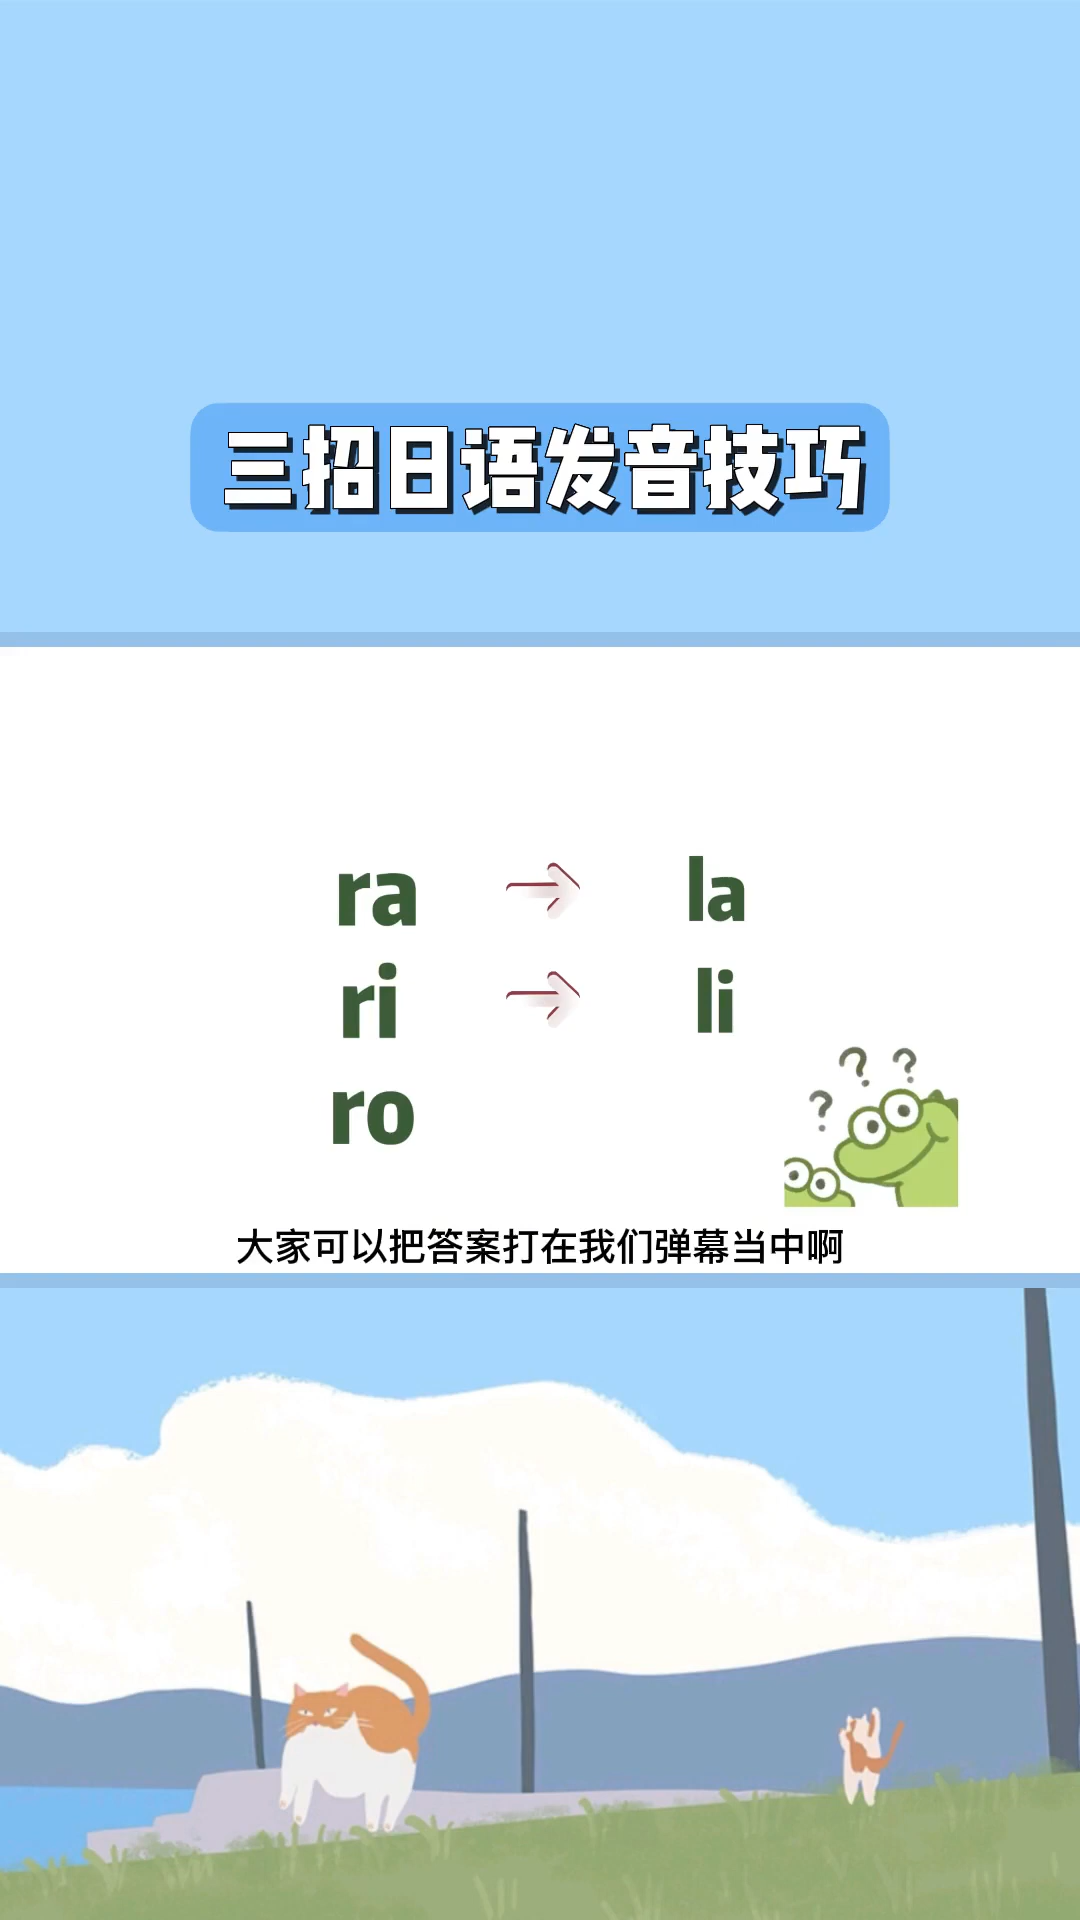 三招日语发音技巧
ra → la
ri → li
ro
? ? ?
大家可以把答案打在我们弹幕当中啊